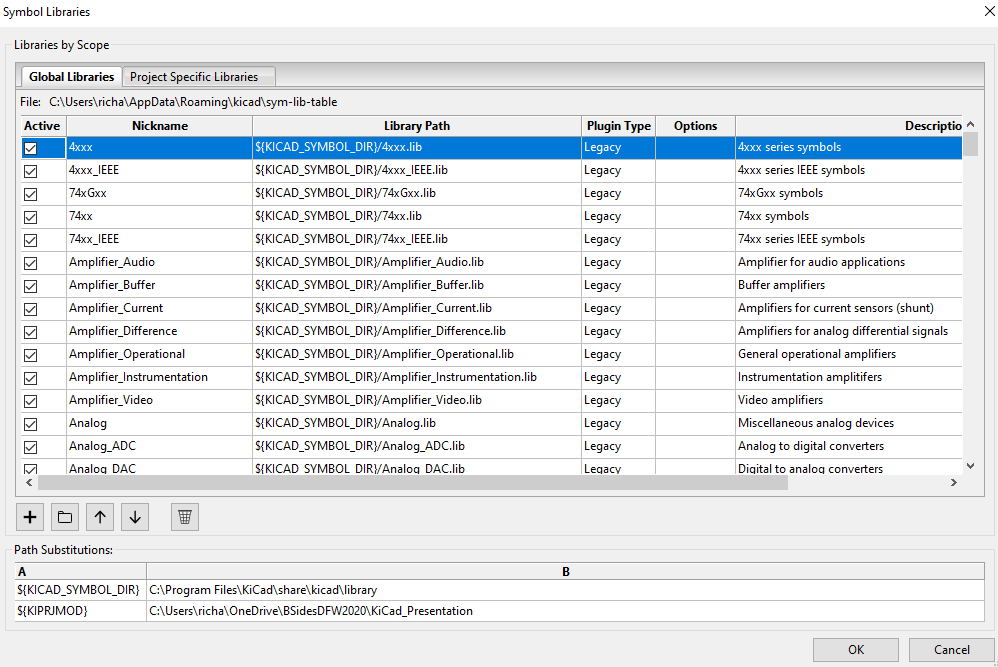 Symbol Libraries
Libraries by Scope
Global Libraries Project Specific Libraries
File: C:\Users\richa\AppData\Roaming\kicad\sym-lib-table
Active Nickname Library Path Plugin Type Options Descriptio
4xxx ${KICAD_SYMBOL_DIR}/4xxx.lib Legacy 4xxx series symbols
4xxx_IEEE ${KICAD_SYMBOL_DIR}/4xxx_IEEE.lib Legacy 4xxx series IEEE symbols
74xGxx ${KICAD_SYMBOL_DIR}/74xGxx.lib Legacy 74xGxx symbols
74xx ${KICAD_SYMBOL_DIR}/74xx.lib Legacy 74xx symbols
74xx_IEEE ${KICAD_SYMBOL_DIR}/74xx_IEEE.lib Legacy 74xx series IEEE symbols
Amplifier_Audio ${KICAD_SYMBOL_DIR}/Amplifier_Audio.lib Legacy Amplifier for audio applications
Amplifier_Buffer ${KICAD_SYMBOL_DIR}/Amplifier_Buffer.lib Legacy Buffer amplifiers
Amplifier_Current ${KICAD_SYMBOL_DIR}/Amplifier_Current.lib Legacy Amplifiers for current sensors (shunt)
Amplifier_Difference ${KICAD_SYMBOL_DIR}/Amplifier_Difference.lib Legacy Amplifiers for analog differential signals
Amplifier_Operational ${KICAD_SYMBOL_DIR}/Amplifier_Operational.lib Legacy General operational amplifiers
Amplifier_Instrumentation ${KICAD_SYMBOL_DIR}/Amplifier_Instrumentation.lib Legacy Instrumentation amplitifers
Amplifier_Video ${KICAD_SYMBOL_DIR}/Amplifier_Video.lib Legacy Video amplifiers
Analog ${KICAD_SYMBOL_DIR}/Analog.lib Legacy Miscellaneous analog devices
Analog_ADC ${KICAD_SYMBOL_DIR}/Analog_ADC.lib Legacy Analog to digital converters
Analog_DAC ${KICAD_SYMBOL_DIR}/Analog_DAC.lib Legacy Digital to analog converters
Path Substitutions:
A B
${KICAD_SYMBOL_DIR} C:\Program Files\KiCad\share\kicad\library
${KIPRJMOD} C:\Users\richa\OneDrive\BSidesDFW2020\KiCad_Presentation
OK Cancel